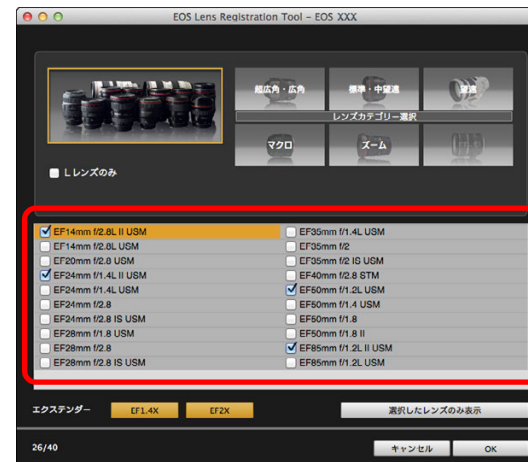 EOS Lens Registration Tool – EOS XXX
超広角・広角
標準・中望遠
望遠
レンズカテゴリー選択
マクロ
ズーム
Lレンズのみ
EF14mm f/2.8L II USM
EF14mm f/2.8L USM
EF20mm f/2.8 USM
EF24mm f/1.4L II USM
EF24mm f/1.4L USM
EF24mm f/2.8
EF24mm f/2.8 IS USM
EF28mm f/1.8 USM
EF28mm f/2.8
EF28mm f/2.8 IS USM
EF35mm f/1.4L USM
EF35mm f/2
EF35mm f/2 IS USM
EF40mm f/2.8 STM
EF50mm f/1.2L USM
EF50mm f/1.4 USM
EF50mm f/1.8
EF50mm f/1.8 II
EF85mm f/1.2L II USM
EF85mm f/1.2L USM
エクステンダー
EF1.4X
EF2X
選択したレンズのみ表示
26/40
キャンセル
OK